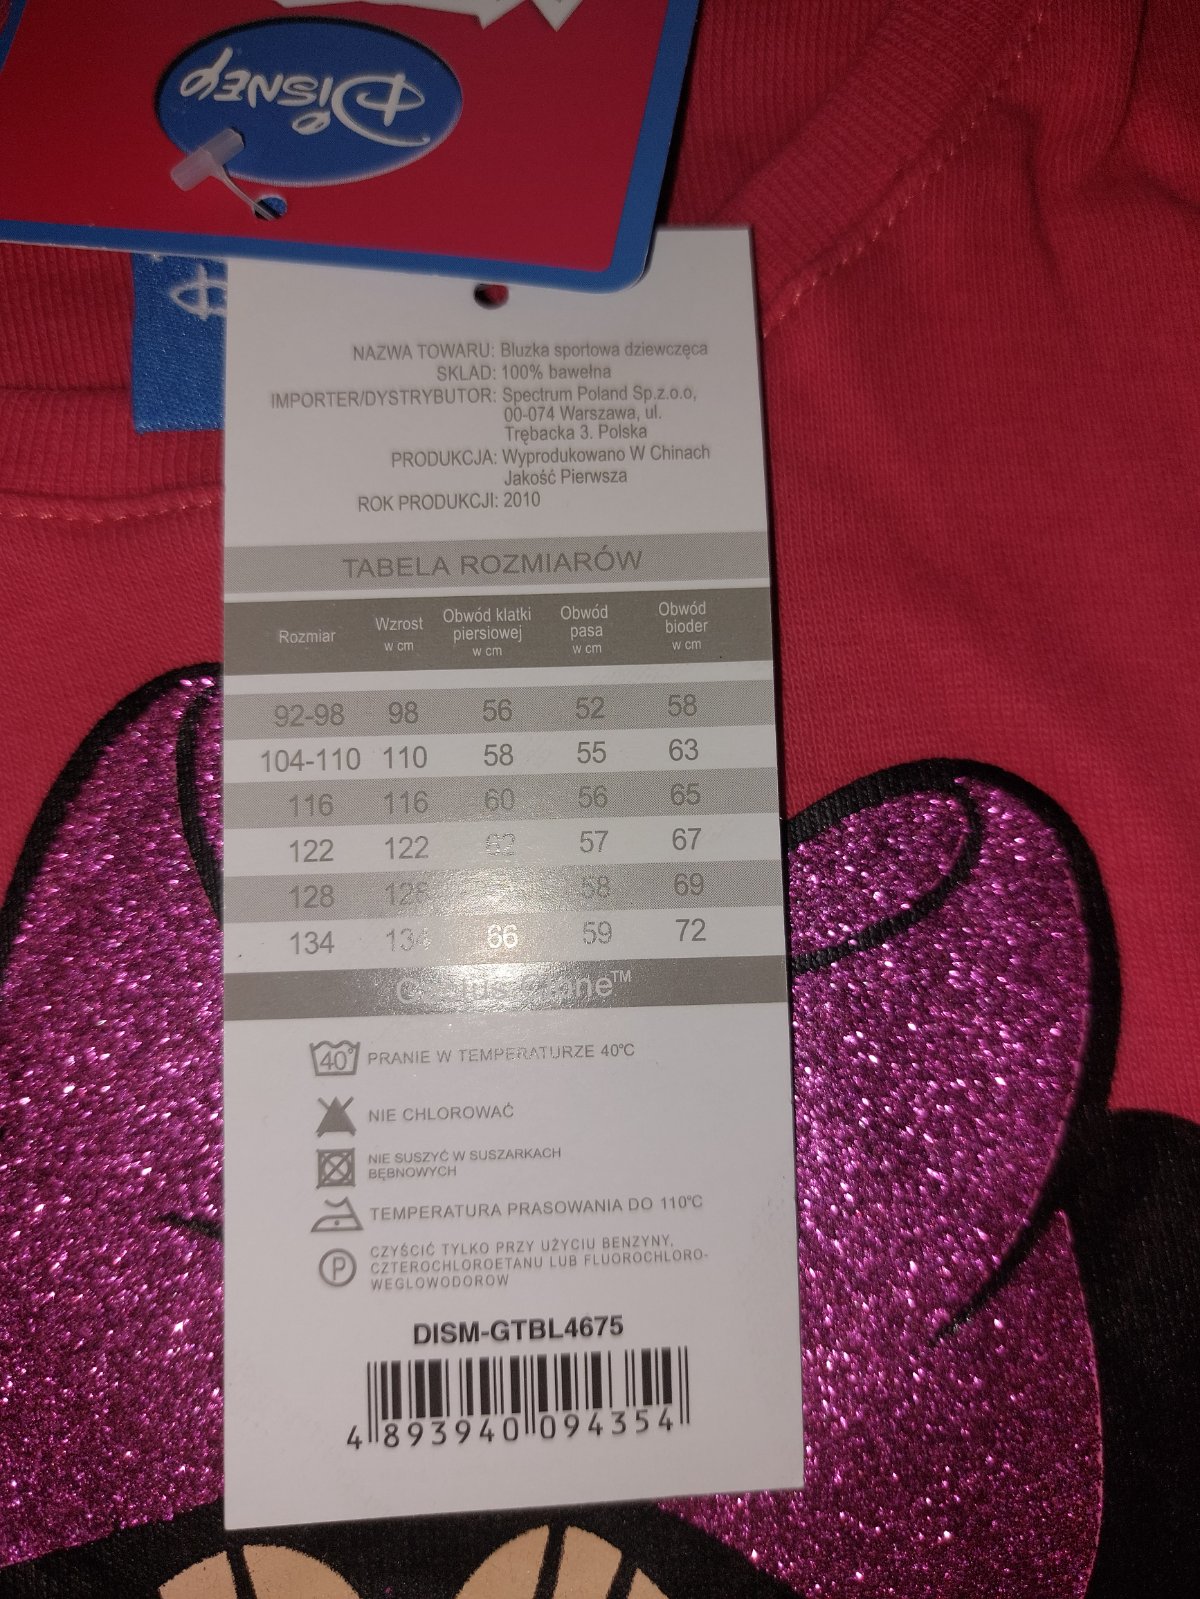 Disney
NAZWA TOWARU: Bluzka sportowa dziewczęca
SKLAD: 100% bawełna
IMPORTER/DYSTRYBUTOR: Spectrum Poland Sp.z.o.o,
00-074 Warszawa, ul.
Trębacka 3. Polska
PRODUKCJA: Wyprodukowano W Chinach
Jakość Pierwsza
ROK PRODUKCJI: 2010
TABELA ROZMIARÓW
Rozmiar Wzrost w cm Obwód klatki piersiowej w cm Obwód pasa w cm Obwód bioder w cm
92-98 98 56 52 58
104-110 110 58 55 63
116 116 60 56 65
122 122 62 57 67
128 128 58 69
134 134 66 59 72
40° PRANIE W TEMPERATURZE 40°C
NIE CHLOROWAĆ
NIE SUSZYĆ W SUSZARKACH
BĘBNOWYCH
TEMPERATURA PRASOWANIA DO 110°C
P CZYŚCIĆ TYLKO PRZY UŻYCIU BENZYNY,
CZTEROCHLOROETANU LUB FLUOROCHLORO-
WEGLOWODOROW
DISM-GTBL4675
4 893940 094354